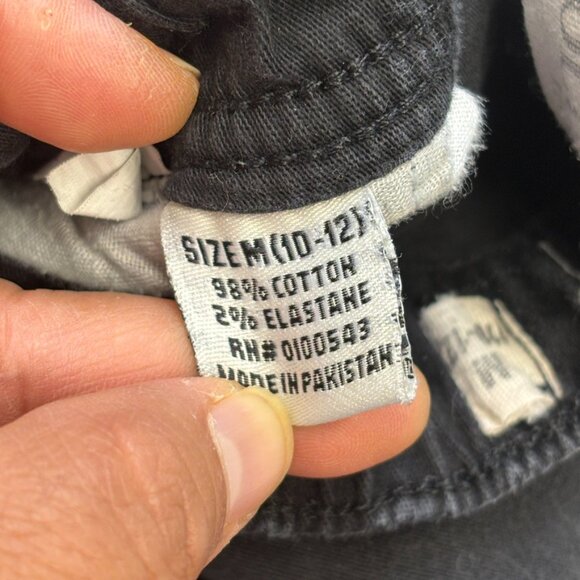 SIZE M (10-12)
98% COTTON
2% ELASTANE
RN# 0100543
MADE IN PAKISTAN
M